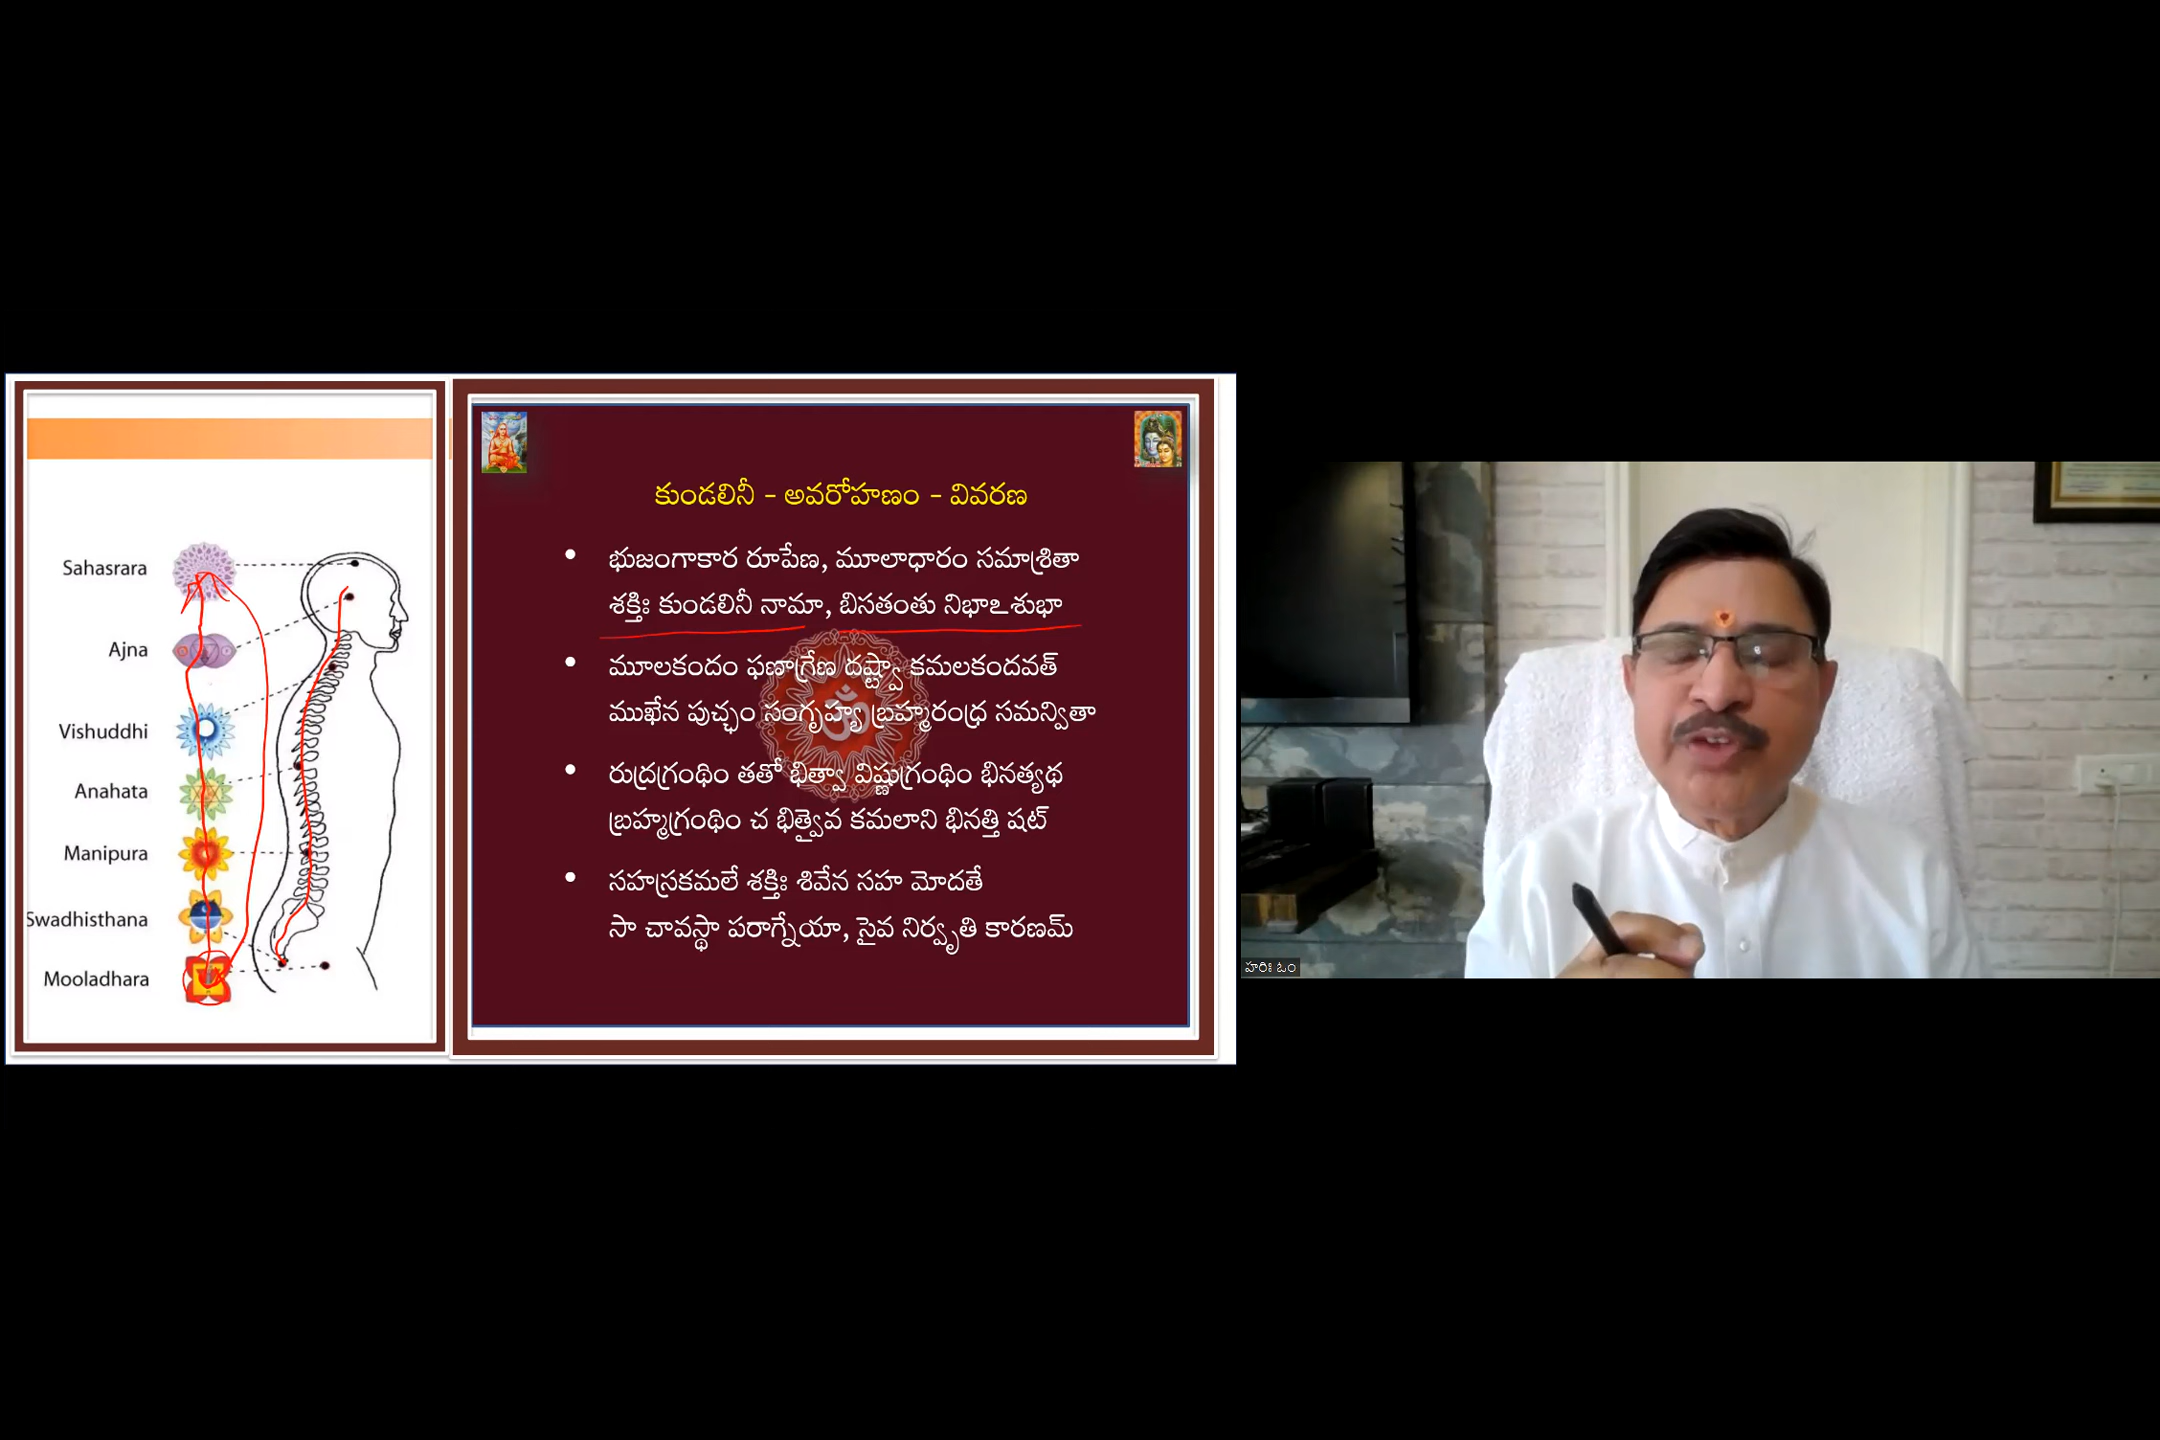 Sahasrara
Ajna
Vishuddhi
Anahata
Manipura
Swadhisthana
Mooladhara
కుండలినీ - అవరోహణం - వివరణ
• భుజంగాకార రూపేణ, మూలాధారం సమాశ్రితా
శక్తిః కుండలినీ నామా, బిసతంతు నిభాఽశుభా
• మూలకందం ఫణాగ్రేణ దష్ట్వా కమలకందవత్
ముఖేన పుచ్ఛం సంగృహ్య బ్రహ్మరంధ్ర సమన్వితా
• రుద్రగ్రంథిం తతో భిత్వా విష్ణుగ్రంథిం భినత్యథ
బ్రహ్మగ్రంథిం చ భిత్వైవ కమలాని భినత్తి షట్
• సహస్రకమలే శక్తిః శివేన సహ మోదతే
సా చావస్థా పరాగ్నేయా, సైవ నిర్వృతి కారణమ్
హరిః ఓం